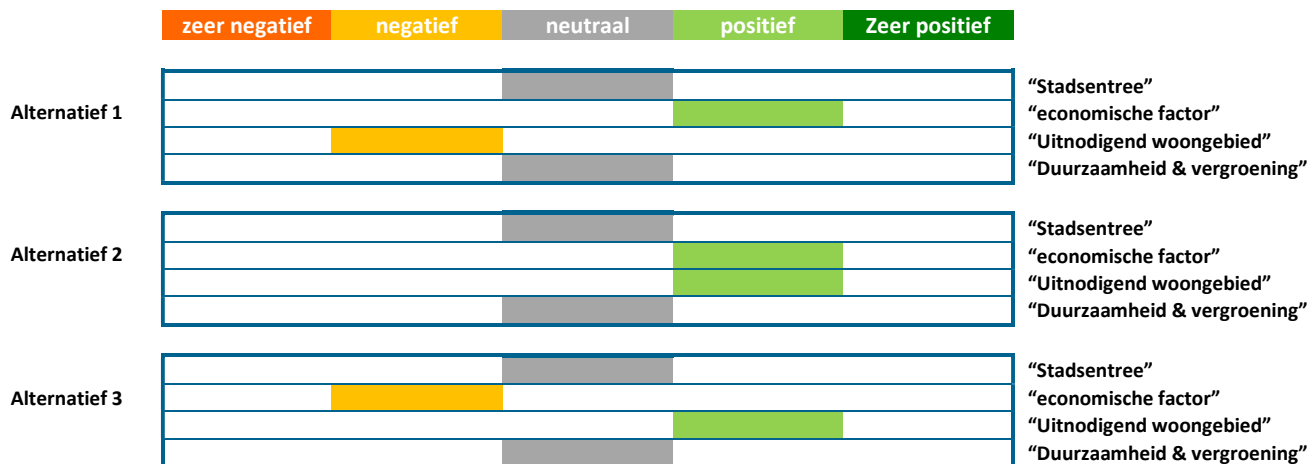 zeer negatief negatief neutraal positief Zeer positief
“Stadsentree”
Alternatief 1 “economische factor”
“Uitnodigend woongebied”
“Duurzaamheid & vergroening”
“Stadsentree”
Alternatief 2 “economische factor”
“Uitnodigend woongebied”
“Duurzaamheid & vergroening”
“Stadsentree”
Alternatief 3 “economische factor”
“Uitnodigend woongebied”
“Duurzaamheid & vergroening”